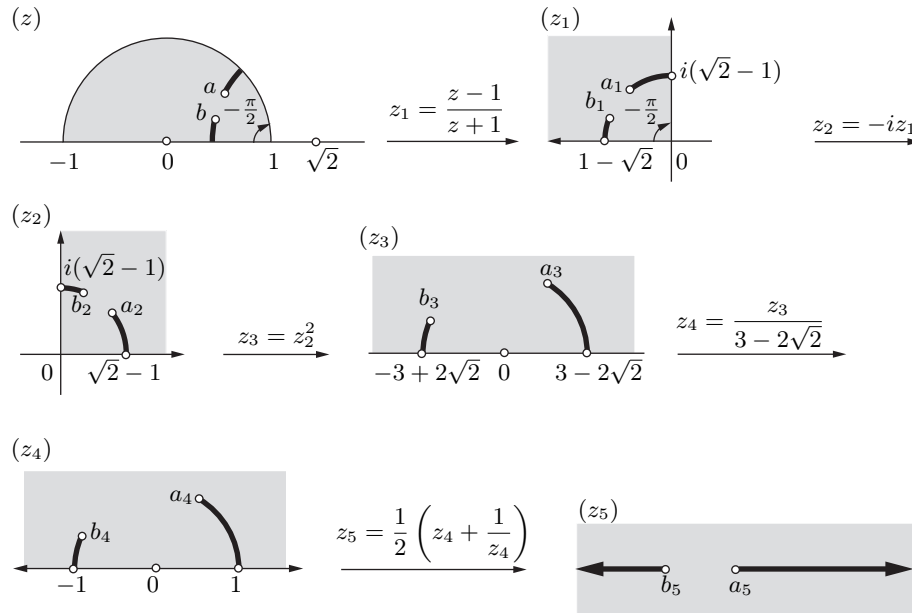 (z)
a
b
−π/2
−1
0
1
√2
z₁ = (z − 1)/(z + 1)
(z₁)
a₁
i(√2 − 1)
b₁
−π/2
1 − √2
0
z₂ = −iz₁
(z₂)
i(√2 − 1)
b₂
a₂
0
√2 − 1
z₃ = z₂²
(z₃)
a₃
b₃
−3 + 2√2
0
3 − 2√2
z₄ = z₃/(3 − 2√2)
(z₄)
a₄
b₄
−1
0
1
z₅ = 1/2 (z₄ + 1/z₄)
(z₅)
b₅
a₅